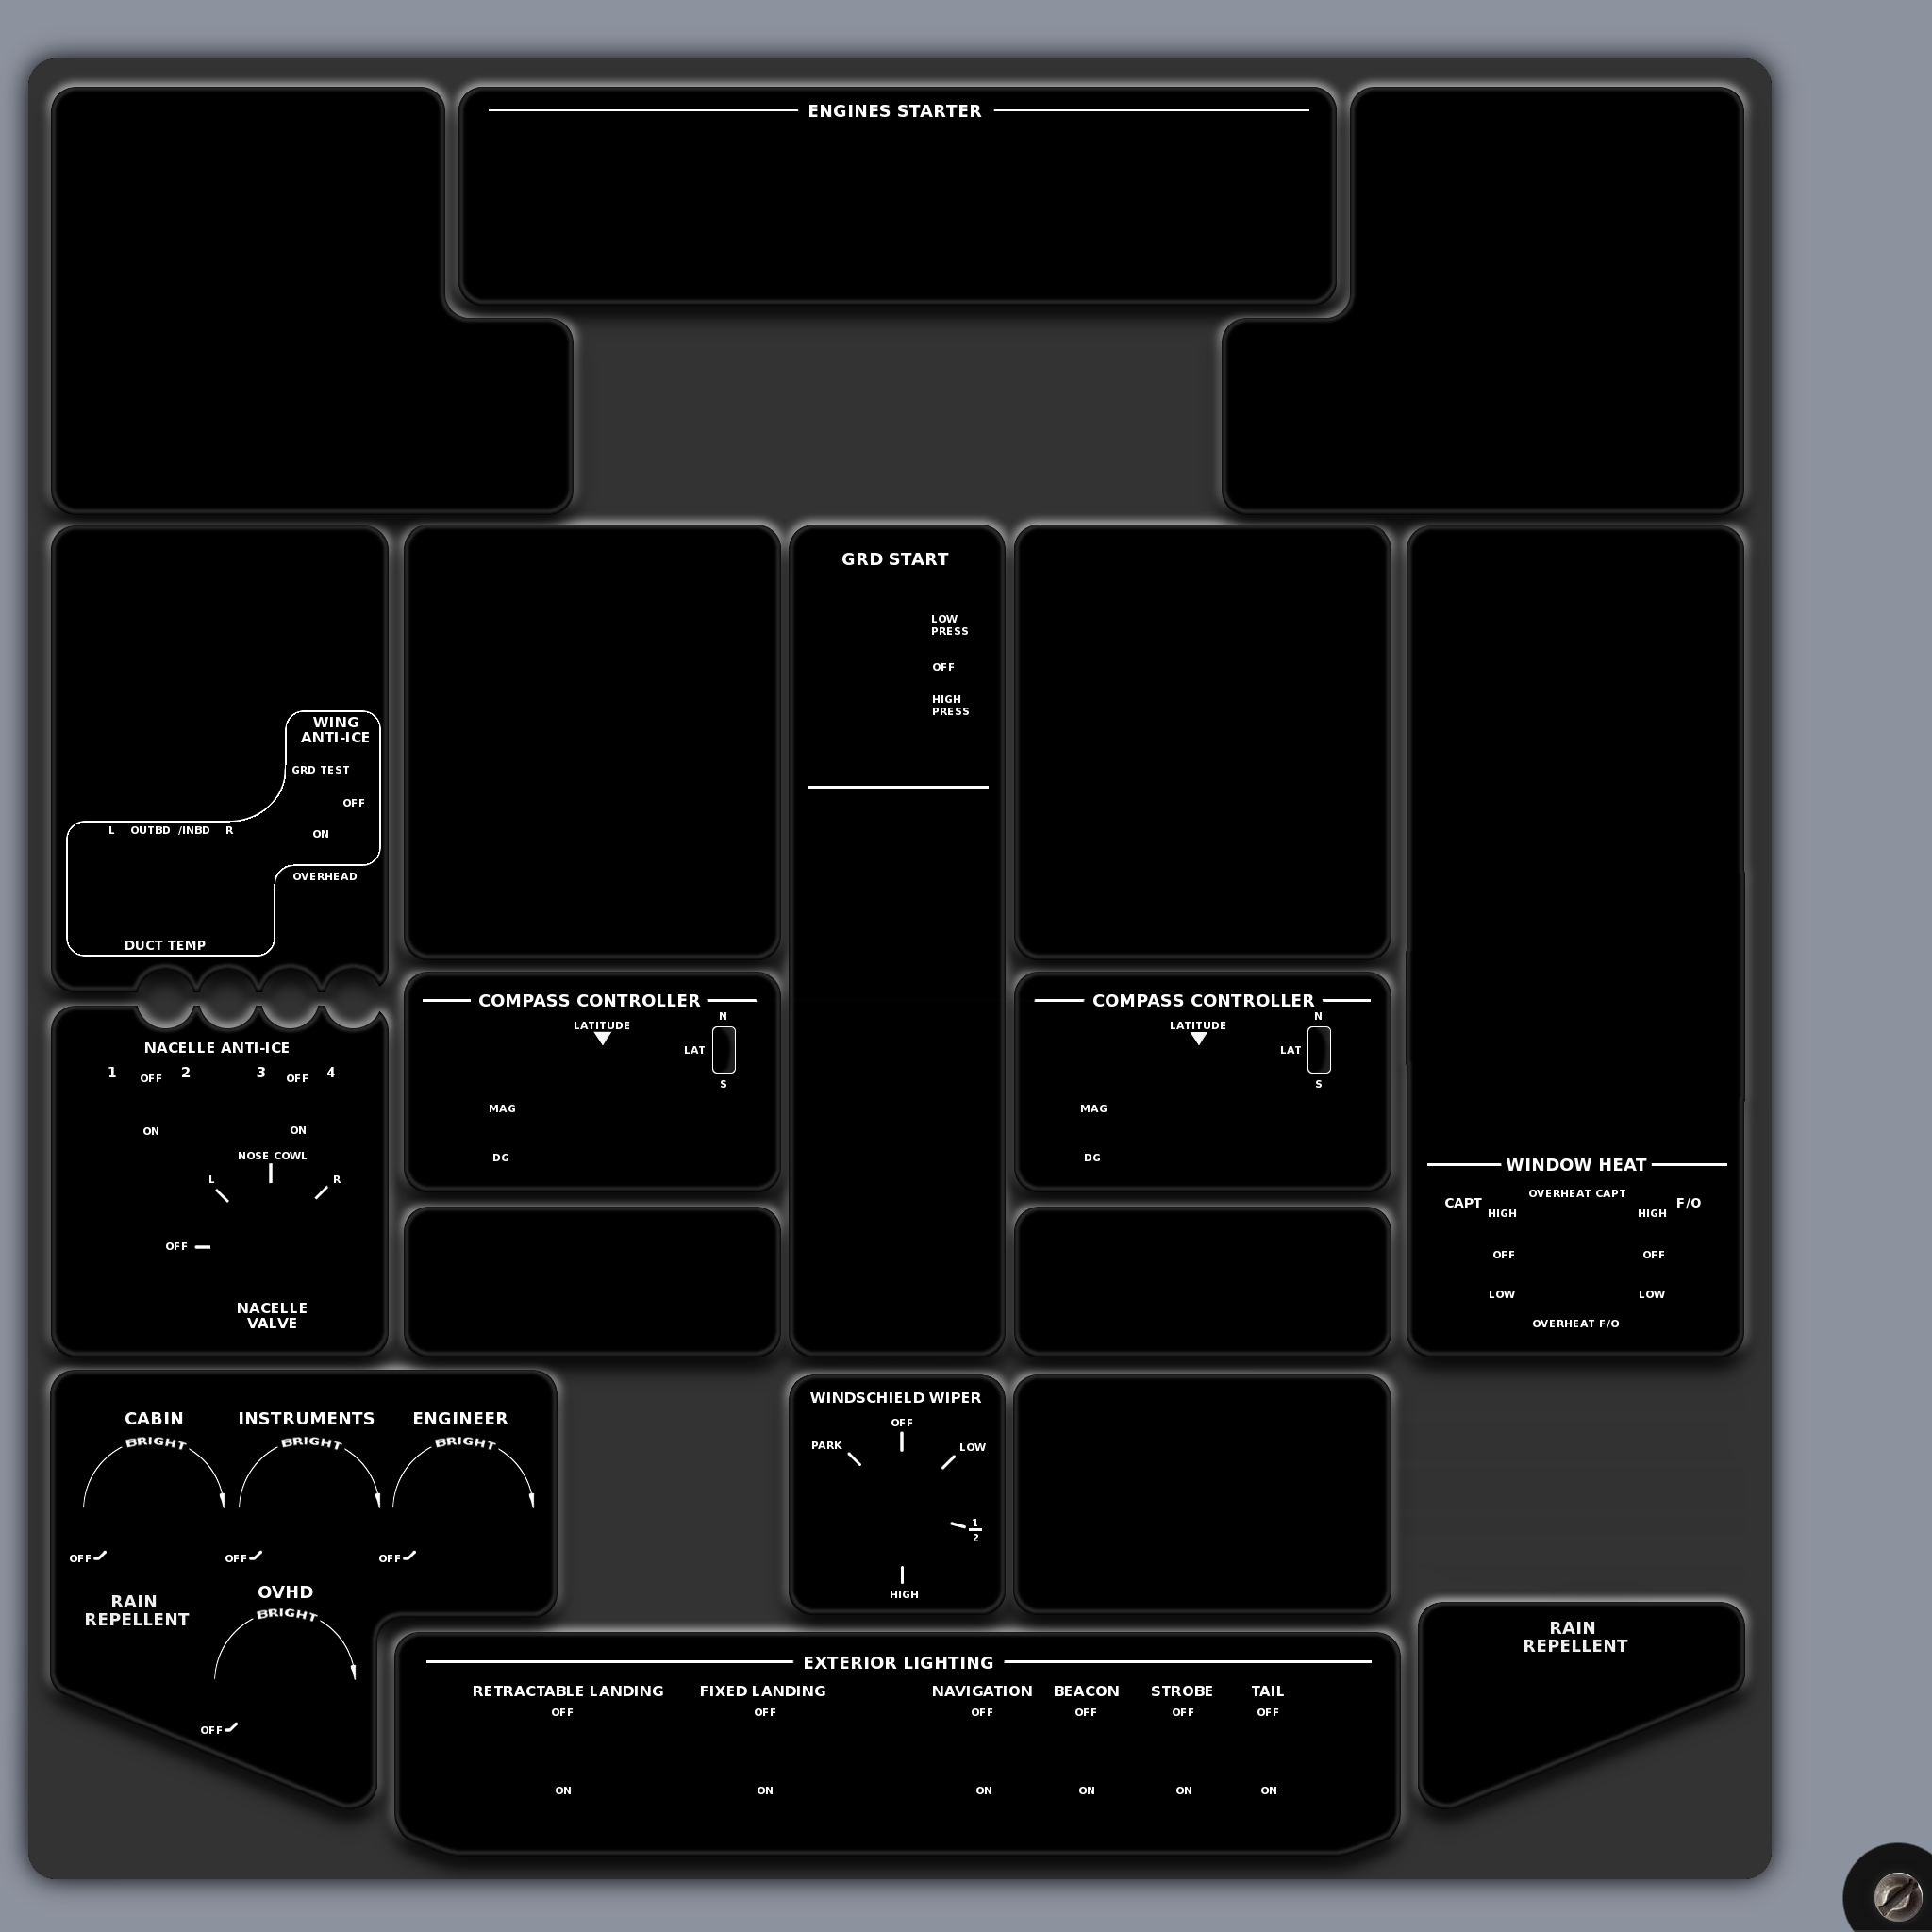 ENGINES STARTER
GRD START
LOW
PRESS
OFF
HIGH
PRESS
WING
ANTI-ICE
GRD TEST
OFF
ON
L OUTBD /INBD R
OVERHEAD
DUCT TEMP
NACELLE ANTI-ICE
1 OFF 2 3 OFF 4
ON ON
NOSE COWL
L R
OFF
NACELLE
VALVE
COMPASS CONTROLLER
LATITUDE
N
LAT
S
MAG
DG
COMPASS CONTROLLER
LATITUDE
N
LAT
S
MAG
DG
WINDOW HEAT
OVERHEAT CAPT
CAPT HIGH HIGH F/O
OFF OFF
LOW LOW
OVERHEAT F/O
CABIN INSTRUMENTS ENGINEER
BRIGHT BRIGHT BRIGHT
OFF OFF OFF
RAIN
REPELLENT
OVHD
BRIGHT
OFF
WINDSCHIELD WIPER
OFF
PARK LOW
1
2
HIGH
EXTERIOR LIGHTING
RETRACTABLE LANDING FIXED LANDING NAVIGATION BEACON STROBE TAIL
OFF OFF OFF OFF OFF OFF
ON ON ON ON ON ON
RAIN
REPELLENT